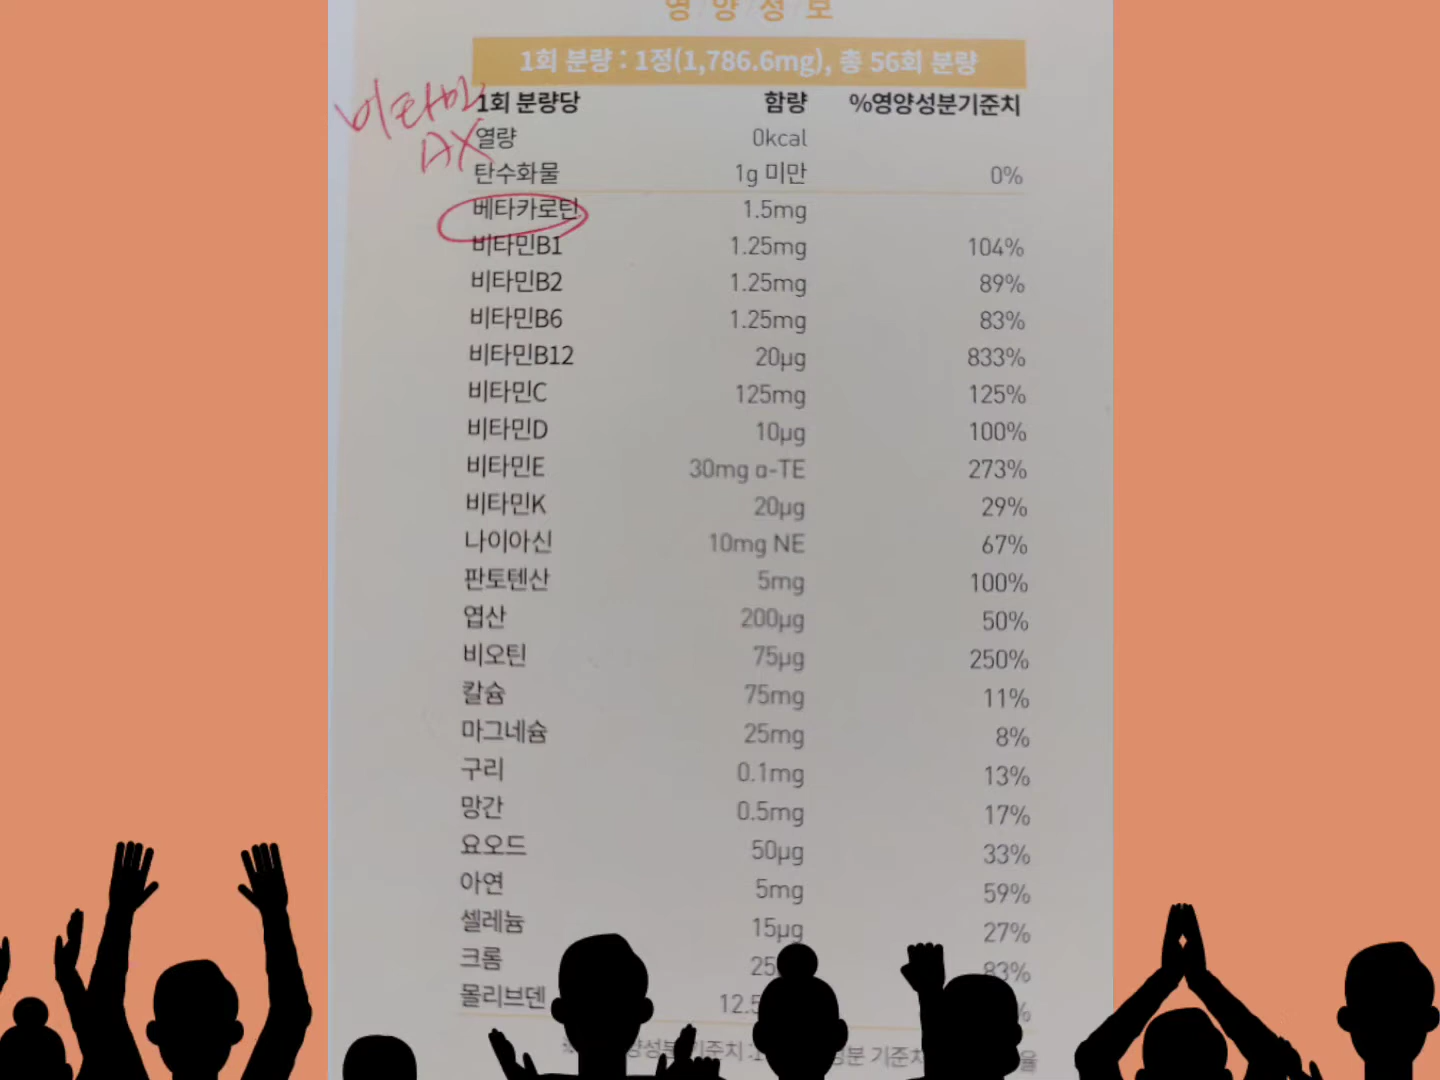 영 양 정 보
1회 분량 : 1정(1,786.6mg), 총 56회 분량
비타민
AX
1회 분량당 함량 %영양성분기준치
열량 0kcal
탄수화물 1g 미만 0%
베타카로틴 1.5mg
비타민B1 1.25mg 104%
비타민B2 1.25mg 89%
비타민B6 1.25mg 83%
비타민B12 20μg 833%
비타민C 125mg 125%
비타민D 10μg 100%
비타민E 30mg α-TE 273%
비타민K 20μg 29%
나이아신 10mg NE 67%
판토텐산 5mg 100%
엽산 200μg 50%
비오틴 75μg 250%
칼슘 75mg 11%
마그네슘 25mg 8%
구리 0.1mg 13%
망간 0.5mg 17%
요오드 50μg 33%
아연 5mg 59%
셀레늄 15μg 27%
크롬 25 83%
몰리브덴 12.5 %